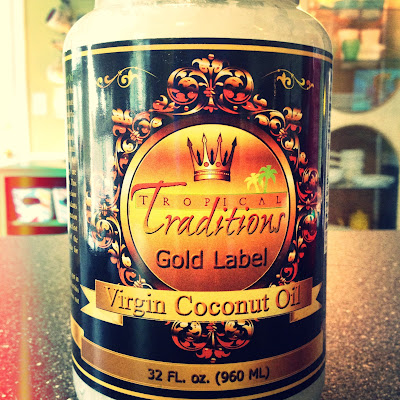 TROPICAL
Traditions
Gold Label
Virgin Coconut Oil
32 FL. oz. (960 ML)